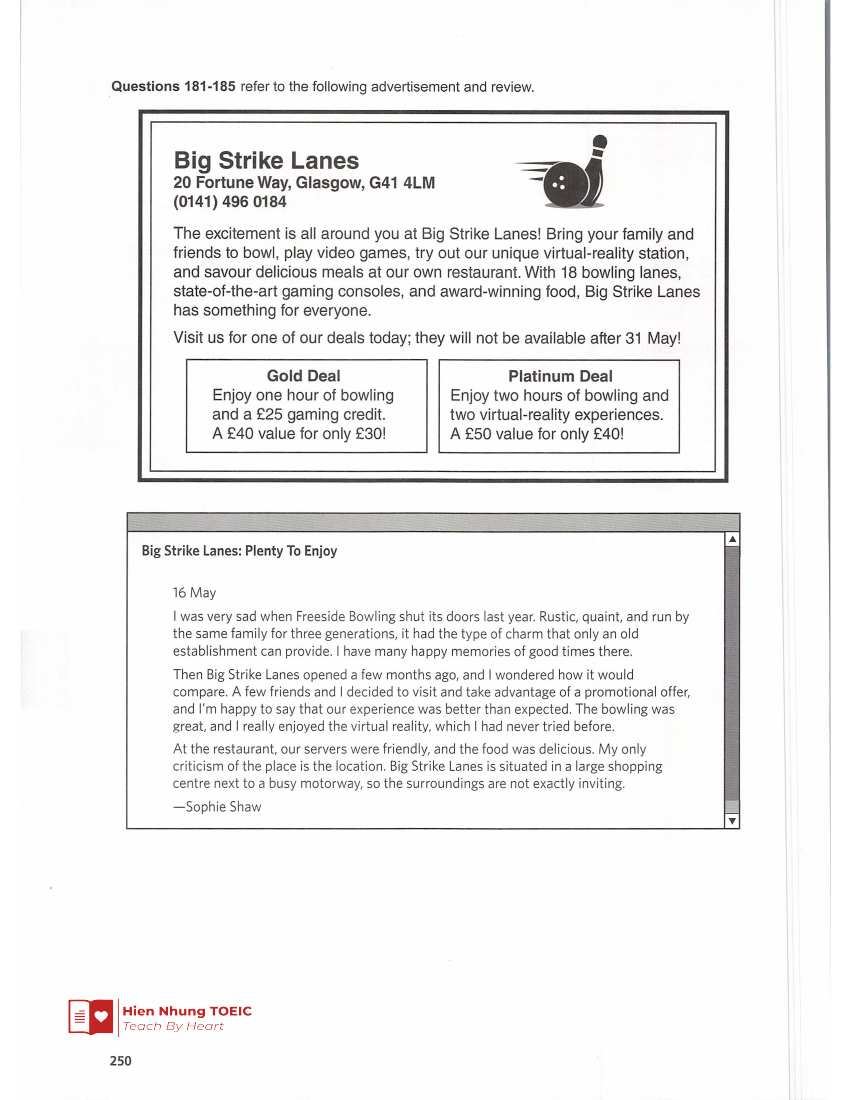 Questions 181-185 refer to the following advertisement and review.
Big Strike Lanes
20 Fortune Way, Glasgow, G41 4LM
(0141) 496 0184
The excitement is all around you at Big Strike Lanes! Bring your family and
friends to bowl, play video games, try out our unique virtual-reality station,
and savour delicious meals at our own restaurant. With 18 bowling lanes,
state-of-the-art gaming consoles, and award-winning food, Big Strike Lanes
has something for everyone.
Visit us for one of our deals today; they will not be available after 31 May!
Gold Deal
Enjoy one hour of bowling
and a £25 gaming credit.
A £40 value for only £30!
Platinum Deal
Enjoy two hours of bowling and
two virtual-reality experiences.
A £50 value for only £40!
Big Strike Lanes: Plenty To Enjoy
16 May
I was very sad when Freeside Bowling shut its doors last year. Rustic, quaint, and run by
the same family for three generations, it had the type of charm that only an old
establishment can provide. I have many happy memories of good times there.
Then Big Strike Lanes opened a few months ago, and I wondered how it would
compare. A few friends and I decided to visit and take advantage of a promotional offer,
and I'm happy to say that our experience was better than expected. The bowling was
great, and I really enjoyed the virtual reality, which I had never tried before.
At the restaurant, our servers were friendly, and the food was delicious. My only
criticism of the place is the location. Big Strike Lanes is situated in a large shopping
centre next to a busy motorway, so the surroundings are not exactly inviting.
—Sophie Shaw
Hien Nhung TOEIC
Teach By Heart
250